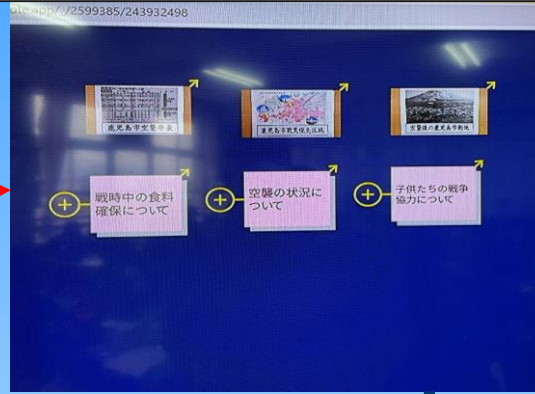 /2599385/243932498
鹿児島市空襲年表
鹿児島市戦災焼失区域
空襲後の鹿児島市街地
戦時中の食料
確保について
空襲の状況に
ついて
子供たちの戦争
協力について